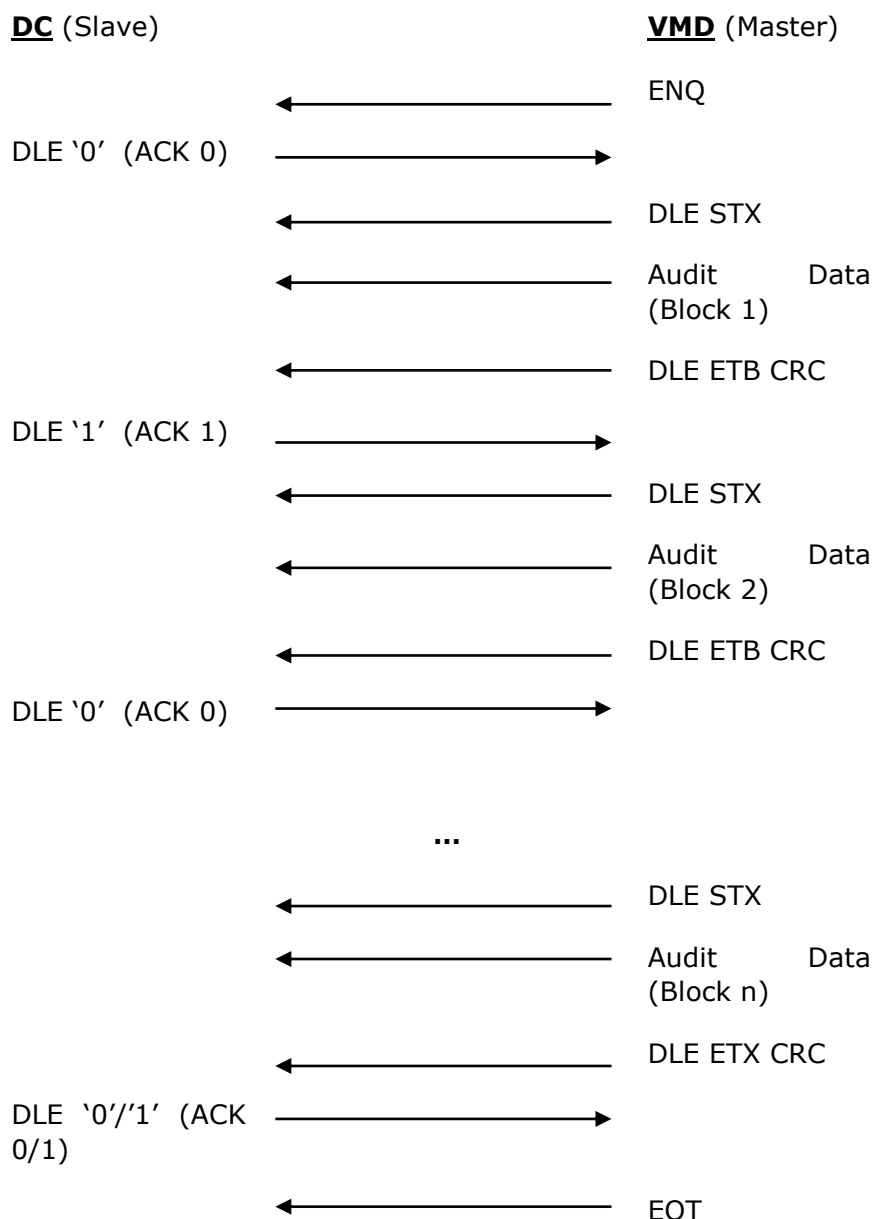 DC (Slave) VMD (Master)
ENQ
DLE ‘0’ (ACK 0)
DLE STX
Audit Data
(Block 1)
DLE ETB CRC
DLE ‘1’ (ACK 1)
DLE STX
Audit Data
(Block 2)
DLE ETB CRC
DLE ‘0’ (ACK 0)
...
DLE STX
Audit Data
(Block n)
DLE ETX CRC
DLE ‘0’/’1’ (ACK
0/1)
EOT